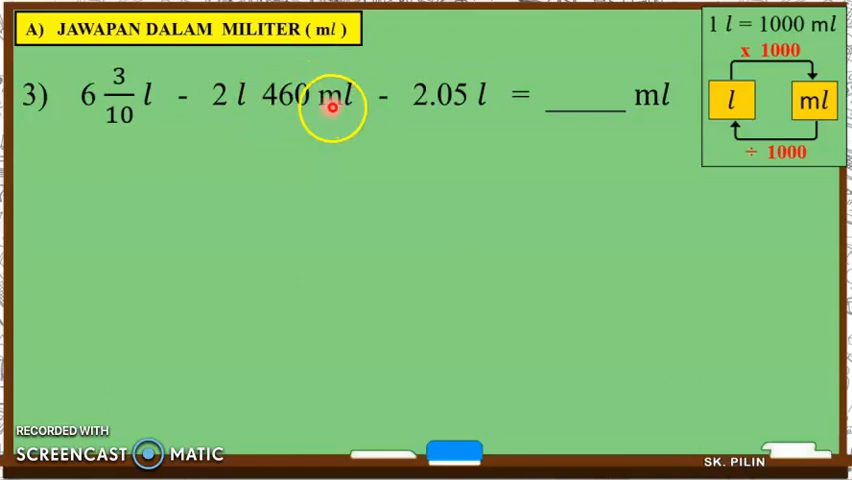 A) JAWAPAN DALAM MILITER ( ml )
3) 6 3/10 l - 2 l 460 ml - 2.05 l = _____ ml
1 l = 1000 ml
x 1000
l ml
÷ 1000
RECORDED WITH
SCREENCAST MATIC
SK. PILIN